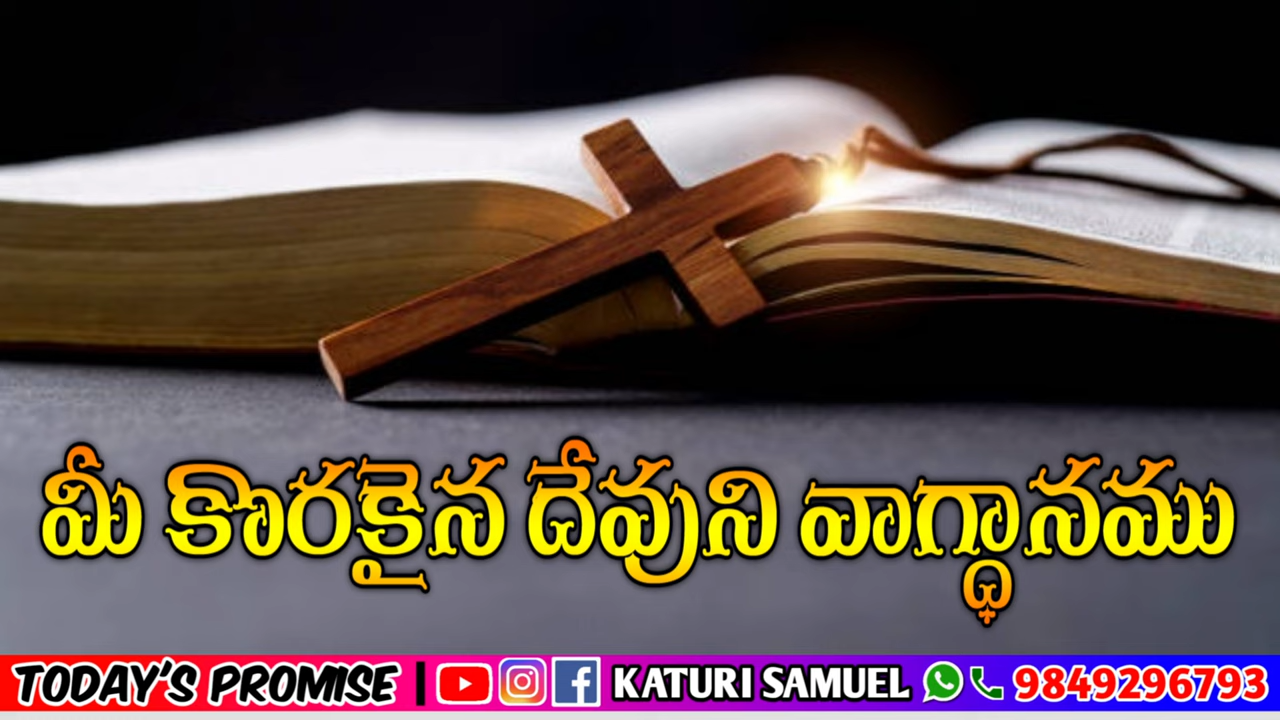 మీ కొరకైన దేవుని వాగ్ధానము
TODAY'S PROMISE | KATURI SAMUEL 9849296793